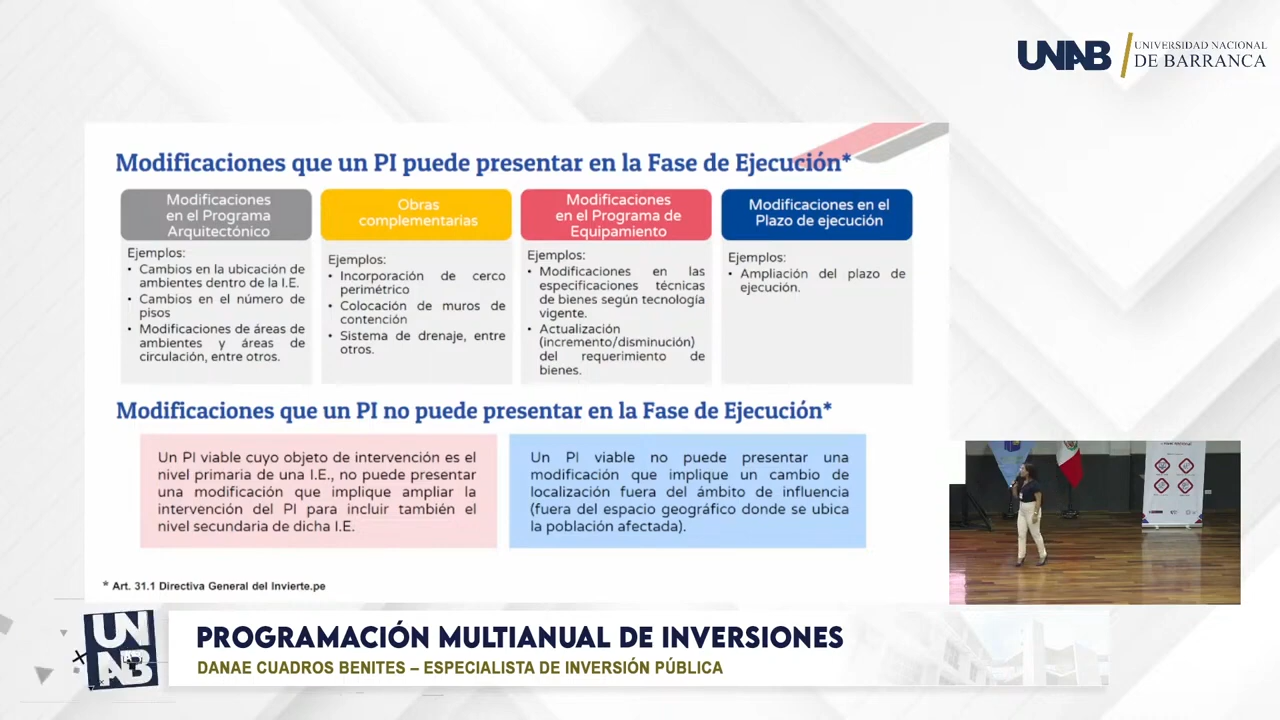 UNAB
UNIVERSIDAD NACIONAL
DE BARRANCA
Modificaciones que un PI puede presentar en la Fase de Ejecución*
Modificaciones
en el Programa
Arquitectónico
Ejemplos:
• Cambios en la ubicación de
ambientes dentro de la I.E.
• Cambios en el número de
pisos
• Modificaciones de áreas de
ambientes y áreas de
circulación, entre otros.
Obras
complementarias
Ejemplos:
• Incorporación de cerco
perimétrico
• Colocación de muros de
contención
• Sistema de drenaje, entre
otros.
Modificaciones
en el Programa de
Equipamiento
Ejemplos:
• Modificaciones en las
especificaciones técnicas
de bienes según tecnología
vigente.
• Actualización
(incremento/disminución)
del requerimiento de
bienes.
Modificaciones en el
Plazo de ejecución
Ejemplos:
• Ampliación del plazo de
ejecución.
Modificaciones que un PI no puede presentar en la Fase de Ejecución*
Un PI viable cuyo objeto de intervención es el
nivel primaria de una I.E., no puede presentar
una modificación que implique ampliar la
intervención del PI para incluir también el
nivel secundaria de dicha I.E.
Un PI viable no puede presentar una
modificación que implique un cambio de
localización fuera del ámbito de influencia
(fuera del espacio geográfico donde se ubica
la población afectada).
* Art. 31.1 Directiva General del Invierte.pe
UN
AB
PROGRAMACIÓN MULTIANUAL DE INVERSIONES
DANAE CUADROS BENITES – ESPECIALISTA DE INVERSIÓN PÚBLICA